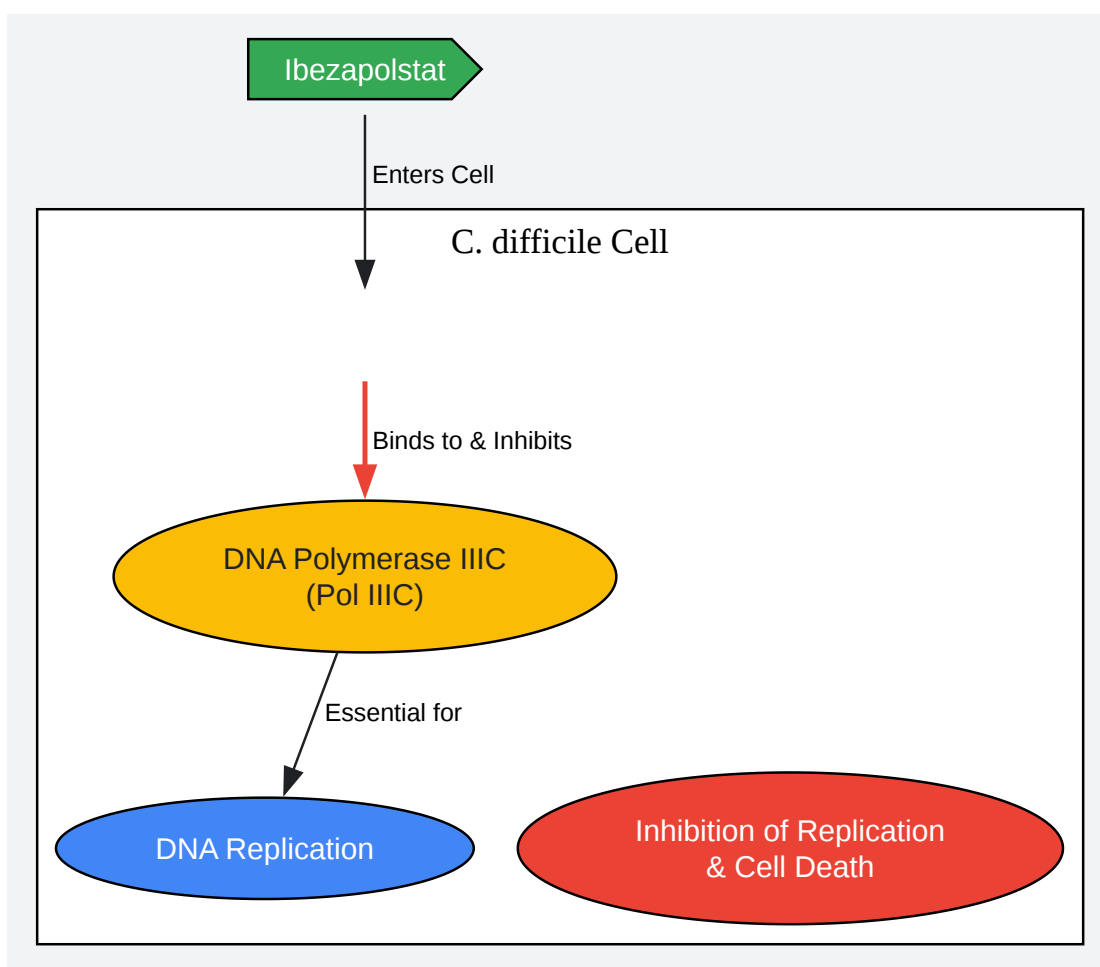 Ibezapolstat
Enters Cell
C. difficile Cell
Binds to & Inhibits
DNA Polymerase IIIC
(Pol IIIC)
Essential for
DNA Replication
Inhibition of Replication
& Cell Death